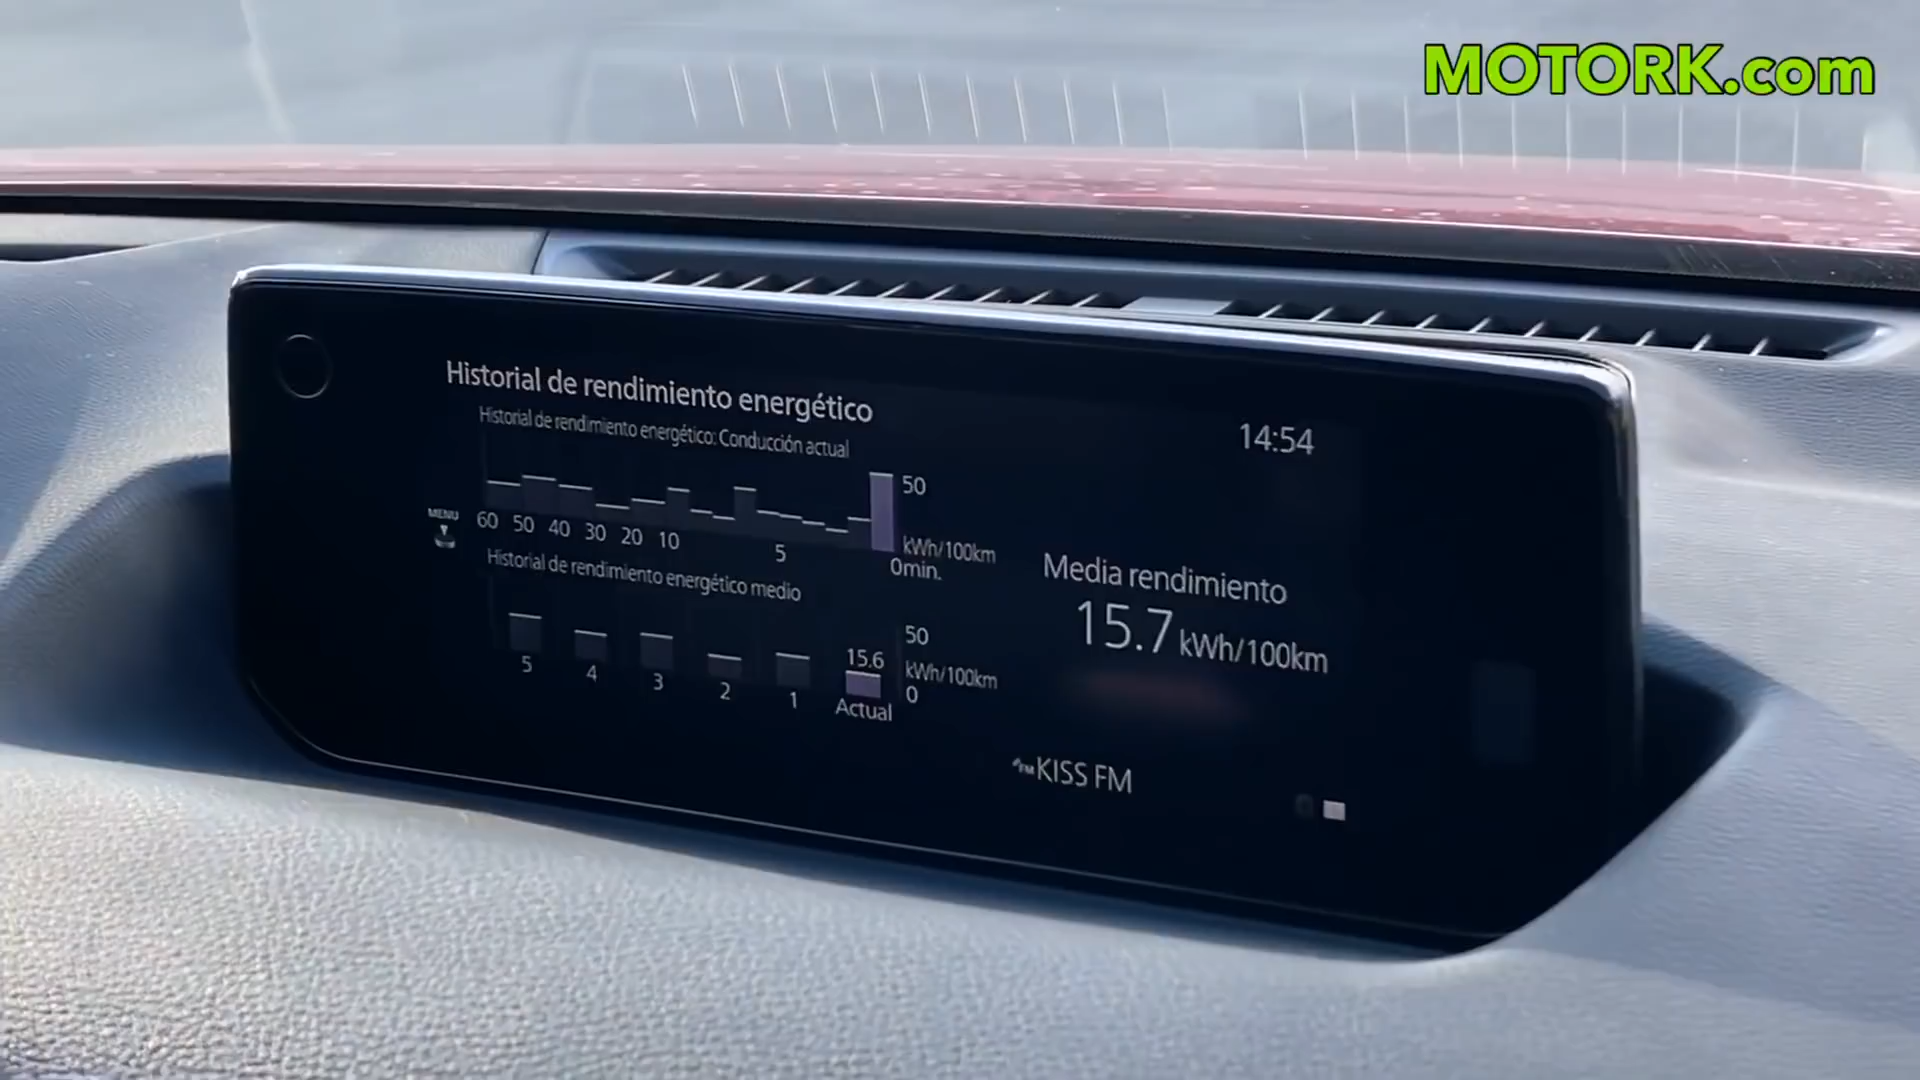 MOTORK.com
Historial de rendimiento energético
14:54
Historial de rendimiento energético: Conducción actual
50
MENU
60 50 40 30 20 10 5
kWh/100km
0min.
Historial de rendimiento energético medio
Media rendimiento
15.7 kWh/100km
50
15.6
kWh/100km
0
5 4 3 2 1 Actual
FM KISS FM